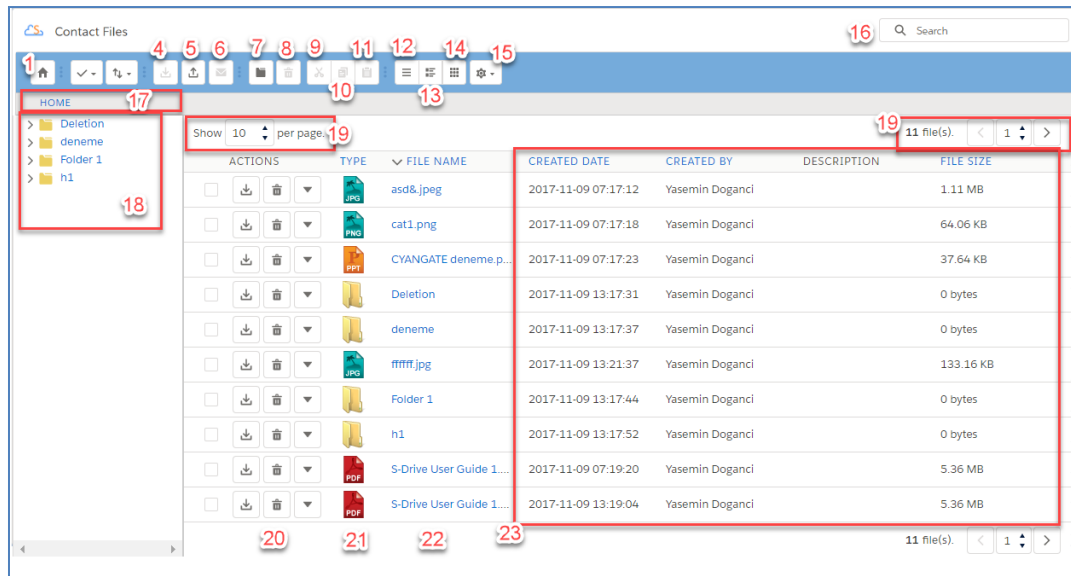 Contact Files
16
Search
1
4
5
6
7
8
9
10
11
12
13
14
15
HOME
17
Deletion
deneme
Folder 1
h1
18
Show 10 per page.
19
19
11 file(s). 1
ACTIONS TYPE FILE NAME CREATED DATE CREATED BY DESCRIPTION FILE SIZE
JPG asd&.jpeg 2017-11-09 07:17:12 Yasemin Doganci 1.11 MB
PNG cat1.png 2017-11-09 07:17:18 Yasemin Doganci 64.06 KB
PPT CYANGATE deneme.p... 2017-11-09 07:17:23 Yasemin Doganci 37.64 KB
Deletion 2017-11-09 13:17:31 Yasemin Doganci 0 bytes
deneme 2017-11-09 13:17:37 Yasemin Doganci 0 bytes
JPG ffffff.jpg 2017-11-09 13:21:37 Yasemin Doganci 133.16 KB
Folder 1 2017-11-09 13:17:44 Yasemin Doganci 0 bytes
h1 2017-11-09 13:17:52 Yasemin Doganci 0 bytes
PDF S-Drive User Guide 1.... 2017-11-09 07:19:20 Yasemin Doganci 5.36 MB
PDF S-Drive User Guide 1.... 2017-11-09 13:19:04 Yasemin Doganci 5.36 MB
20
21
22
23
11 file(s). 1